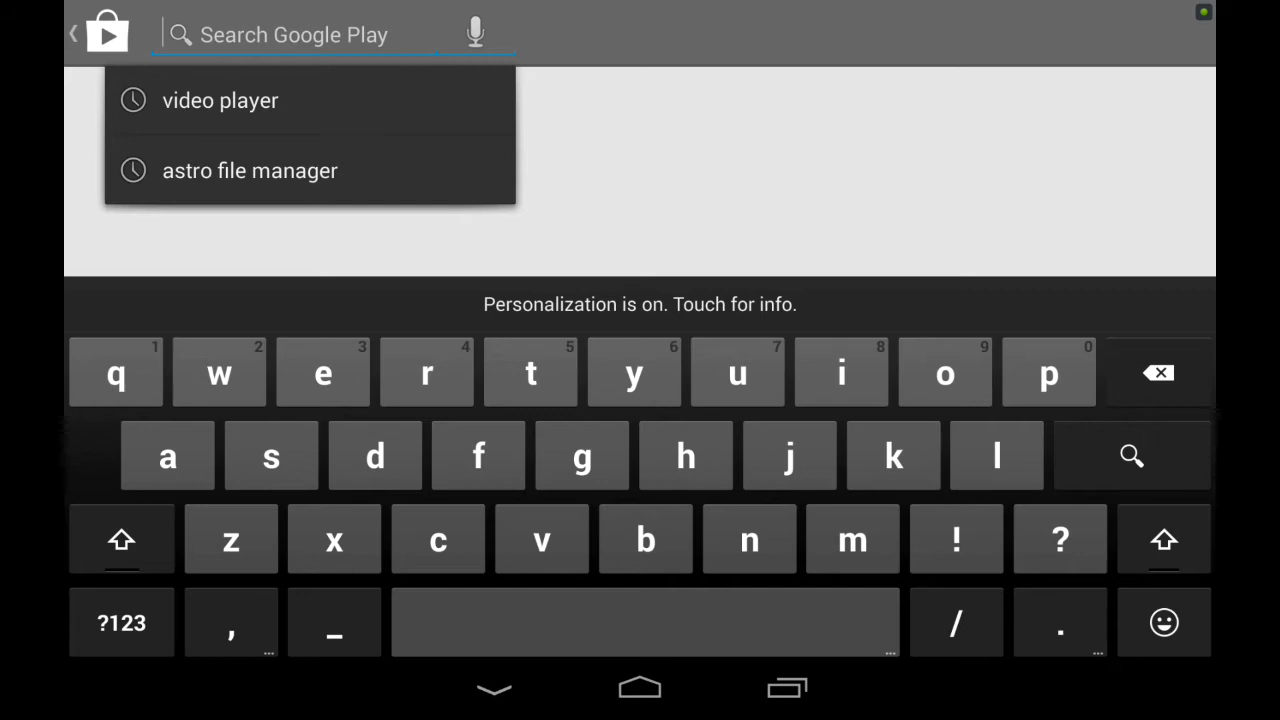 Search Google Play
video player
astro file manager
Personalization is on. Touch for info.
1 2 3 4 5 6 7 8 9 0
q w e r t y u i o p
a s d f g h j k l
z x c v b n m ! ?
?123 , _ / .